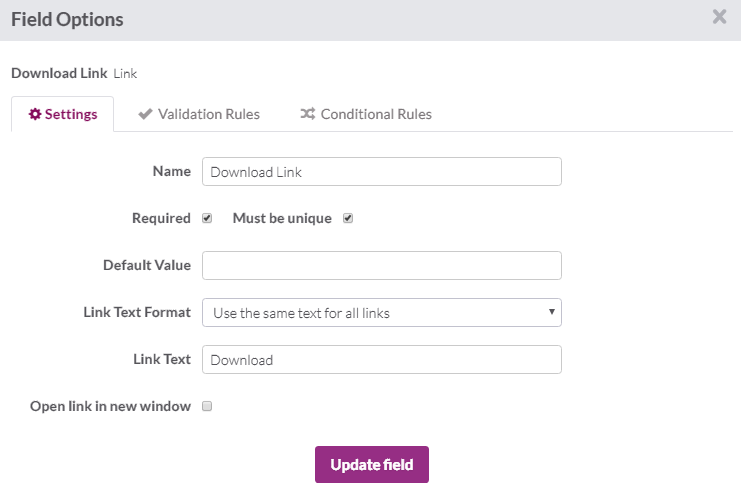 Field Options
Download Link Link
Settings Validation Rules Conditional Rules
Name Download Link
Required Must be unique
Default Value
Link Text Format Use the same text for all links
Link Text Download
Open link in new window
Update field